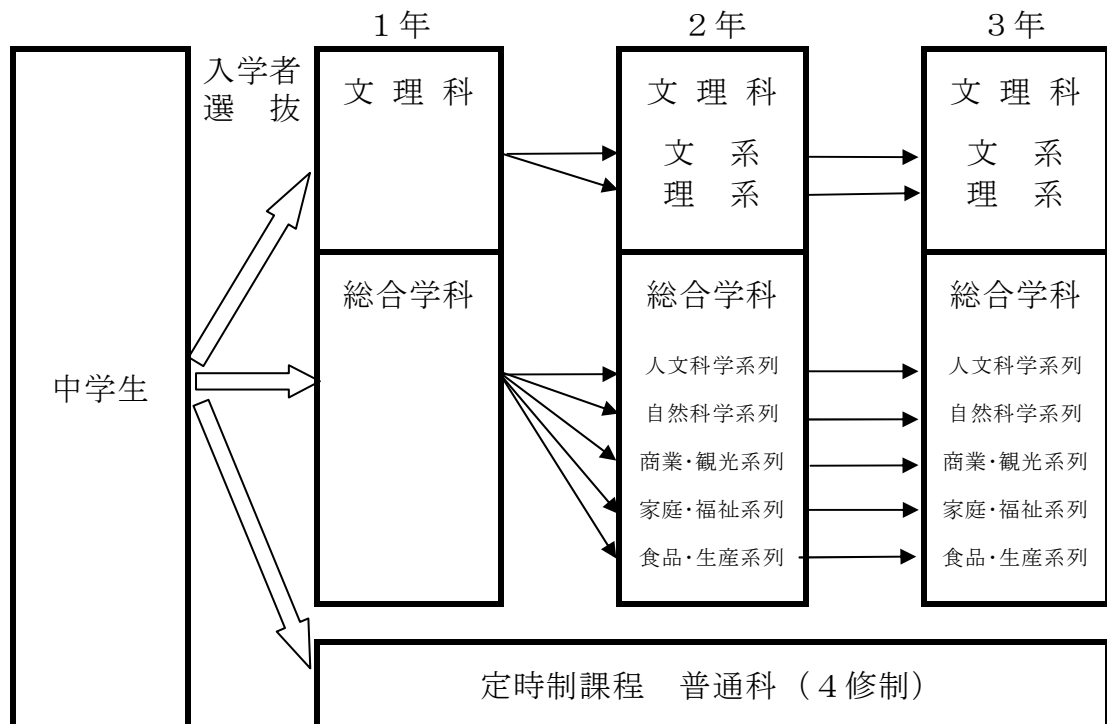 １年
２年
３年
入学者
選　抜
文 理 科
文 理 科
文　系
理　系
文 理 科
文　系
理　系
中学生
総合学科
総合学科
人文科学系列
自然科学系列
商業・観光系列
家庭・福祉系列
食品・生産系列
総合学科
人文科学系列
自然科学系列
商業・観光系列
家庭・福祉系列
食品・生産系列
定時制課程　普通科（４修制）